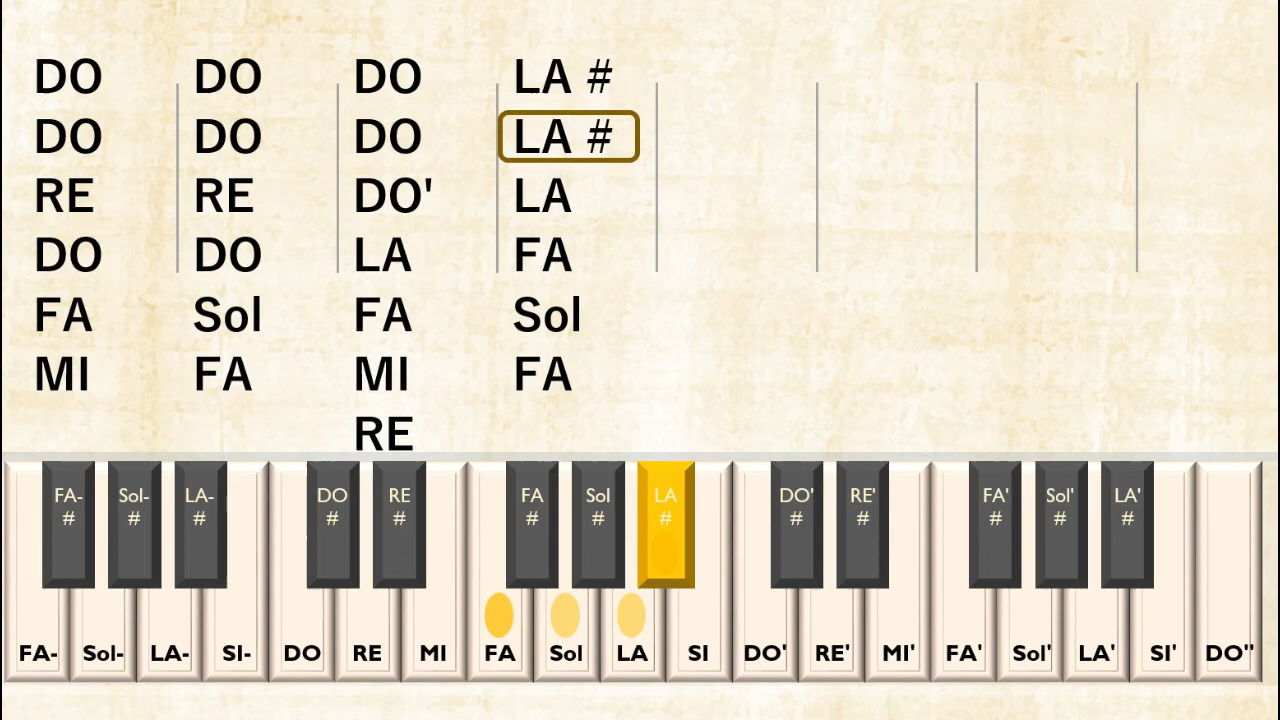 DO
DO
RE
DO
FA
MI
DO
DO
RE
DO
Sol
FA
DO
DO
DO'
LA
FA
MI
RE
LA #
LA #
LA
FA
Sol
FA
FA- #
Sol- #
LA- #
DO #
RE #
FA #
Sol #
LA #
DO' #
RE' #
FA' #
Sol' #
LA' #
FA- Sol- LA- SI- DO RE MI FA Sol LA SI DO' RE' MI' FA' Sol' LA' SI' DO"